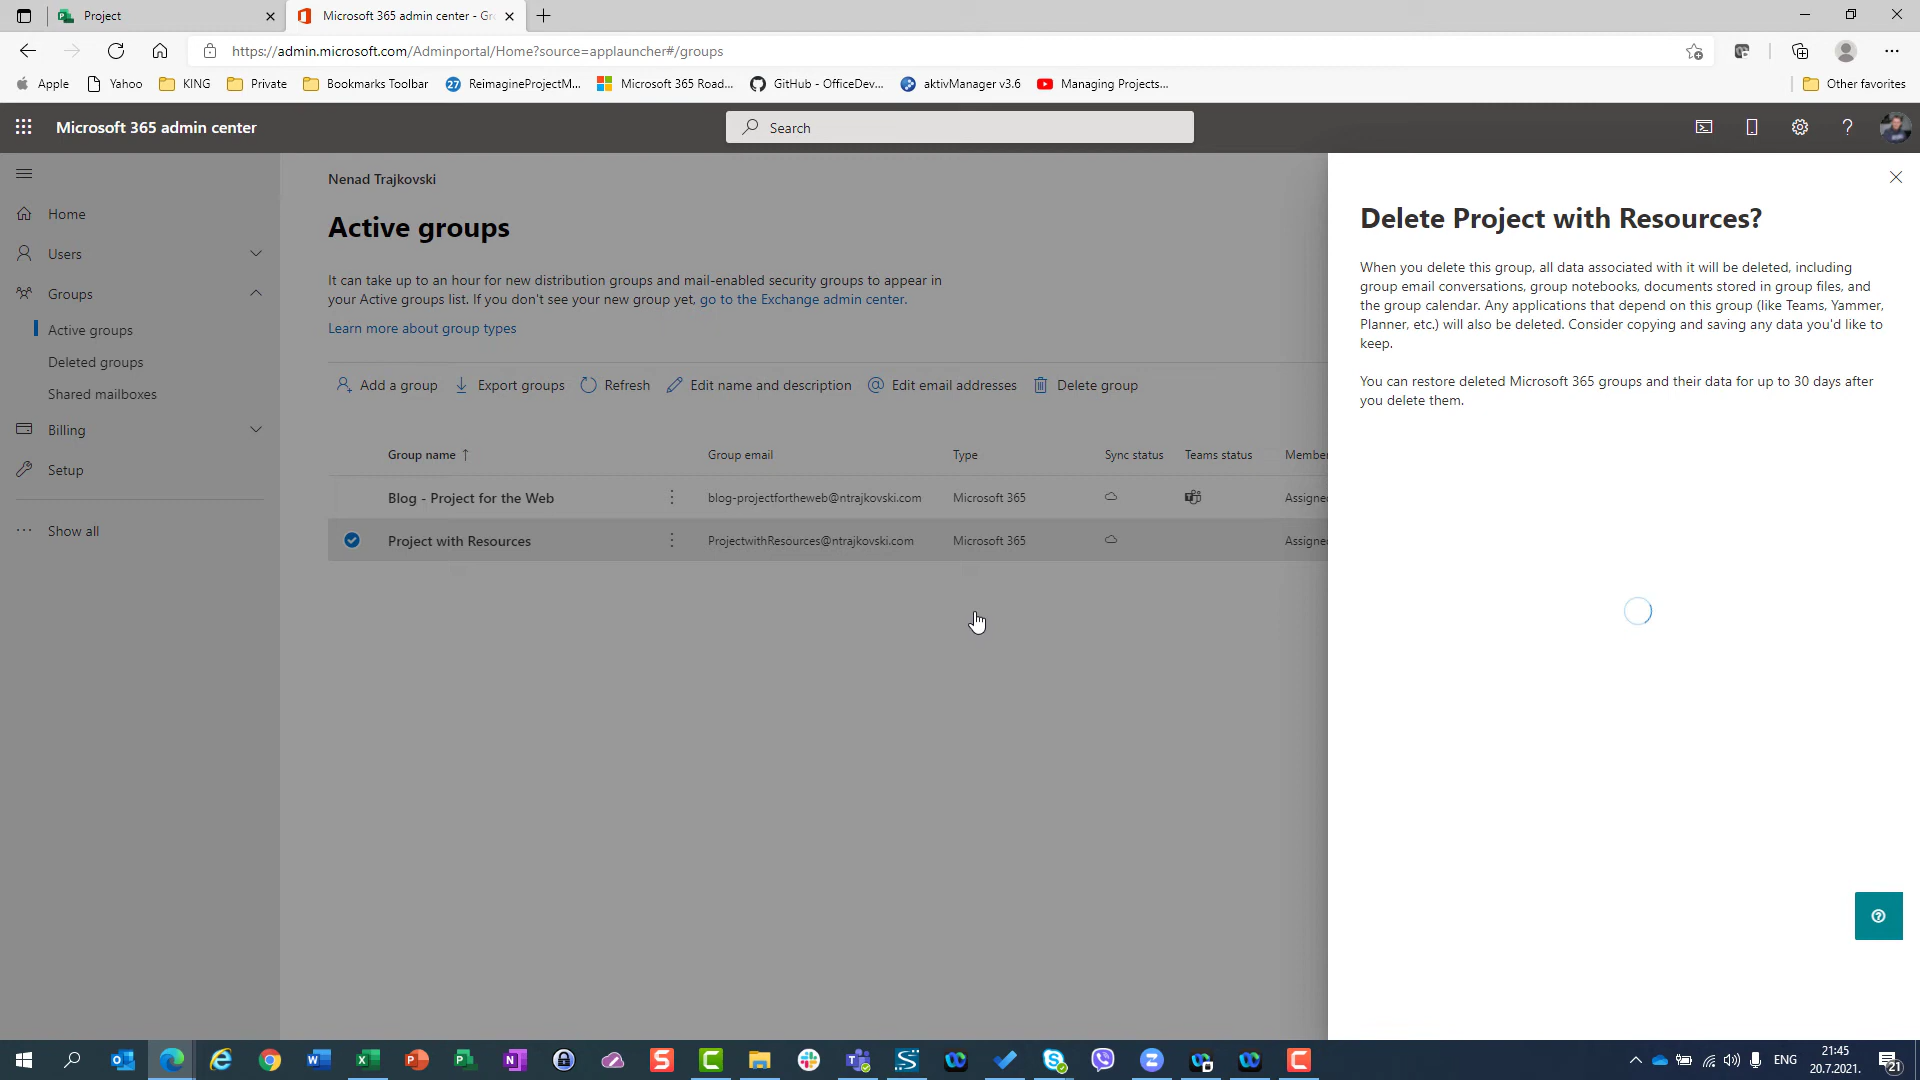 Project
Microsoft 365 admin center - Gr
https://admin.microsoft.com/Adminportal/Home?source=applauncher#/groups
Apple
Yahoo
KING
Private
Bookmarks Toolbar
ReimagineProjectM...
Microsoft 365 Road...
GitHub - OfficeDev...
aktivManager v3.6
Managing Projects...
Other favorites
Microsoft 365 admin center
Search
Home
Users
Groups
Active groups
Deleted groups
Shared mailboxes
Billing
Setup
Show all
Nenad Trajkovski
Active groups
It can take up to an hour for new distribution groups and mail-enabled security groups to appear in
your Active groups list. If you don't see your new group yet, go to the Exchange admin center.
Learn more about group types
Add a group
Export groups
Refresh
Edit name and description
Edit email addresses
Delete group
Group name ↑
Group email
Type
Sync status
Teams status
Member
Blog - Project for the Web
blog-projectfortheweb@ntrajkovski.com
Microsoft 365
Assigned
Project with Resources
ProjectwithResources@ntrajkovski.com
Microsoft 365
Assigned
Delete Project with Resources?
When you delete this group, all data associated with it will be deleted, including
group email conversations, group notebooks, documents stored in group files, and
the group calendar. Any applications that depend on this group (like Teams, Yammer,
Planner, etc.) will also be deleted. Consider copying and saving any data you'd like to
keep.
You can restore deleted Microsoft 365 groups and their data for up to 30 days after
you delete them.
ENG
21:45
20.7.2021.
21